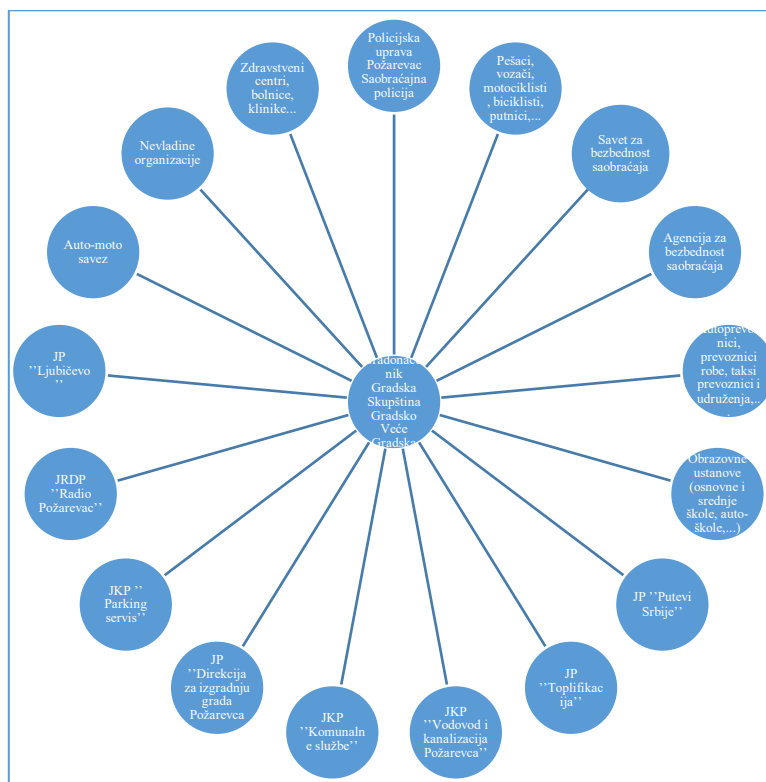 Policijska
uprava
Požarevac
Saobraćajna
policija
Pešaci,
vozači,
motociklisti
, biciklisti,
putnici,...
Savet za
bezbednost
saobraćaja
Agencija za
bezbednost
saobraćaja
utoprevo
nici,
prevoznici
robe, taksi
prevoznici i
udruženja,..
.
Obrazovne
ustanove
(osnovne i
srednje
škole, auto-
škole,...)
JP ’’Putevi
Srbije’’
JP
’’Toplifikac
ija’’
JKP
’’Vodovod i
kanalizacija
Požarevca’’
JKP
’’Komunaln
e službe’’
JP
’’Direkcija
za izgradnju
grada
Požarevca
JKP ’’
Parking
servis’’
JRDP
’’Radio
Požarevac’’
JP
’’Ljubičevo
’’
Auto-moto
savez
Nevladine
organizacije
Zdravstveni
centri,
bolnice,
klinike...
radonače
nik
Gradska
Skupština
Gradsko
Veće
Gradska